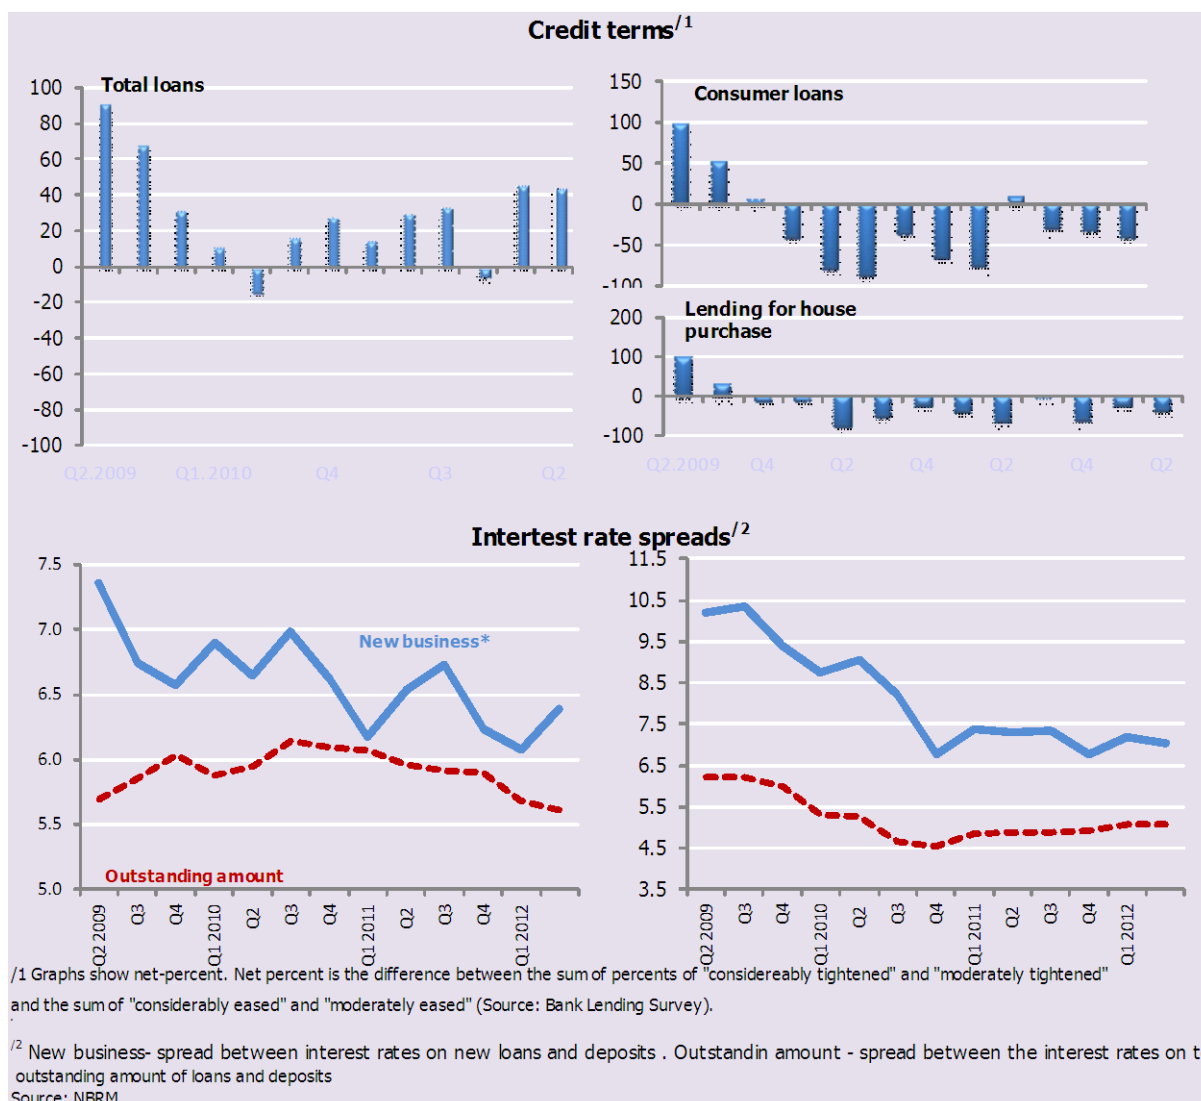 Credit terms/1
Total loans
100
80
60
40
20
0
-20
-40
-60
-80
-100
Q2.2009 Q1. 2010 Q4 Q3 Q2
Consumer loans
150
100
50
0
-50
-100
Lending for house
purchase
200
100
0
-100
Q2.2009 Q4 Q2 Q2 Q4 Q2
Intertest rate spreads/2
7.5
7.0
6.5
6.0
5.5
5.0
New business*
Outstanding amount
Q2 2009 Q3 Q4 Q1 2010 Q2 Q3 Q4 Q1 2011 Q2 Q3 Q4 Q1 2012
11.5
10.5
9.5
8.5
7.5
6.5
5.5
4.5
3.5
Q2 2009 Q3 Q4 Q1 2010 Q2 Q3 Q4 Q1 2011 Q2 Q3 Q4 Q1 2012
/1 Graphs show net-percent. Net percent is the difference between the sum of percents of "considereably tightened" and "moderately tightened"
and the sum of "considerably eased" and "moderately eased" (Source: Bank Lending Survey).
/2 New business- spread between interest rates on new loans and deposits . Outstandin amount - spread between the interest rates on t
outstanding amount of loans and deposits
Source: NBRM